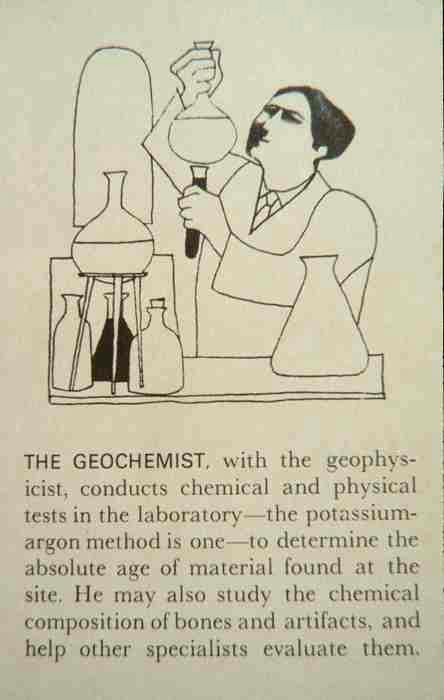 THE GEOCHEMIST, with the geophys-
icist, conducts chemical and physical
tests in the laboratory—the potassium-
argon method is one—to determine the
absolute age of material found at the
site. He may also study the chemical
composition of bones and artifacts, and
help other specialists evaluate them.